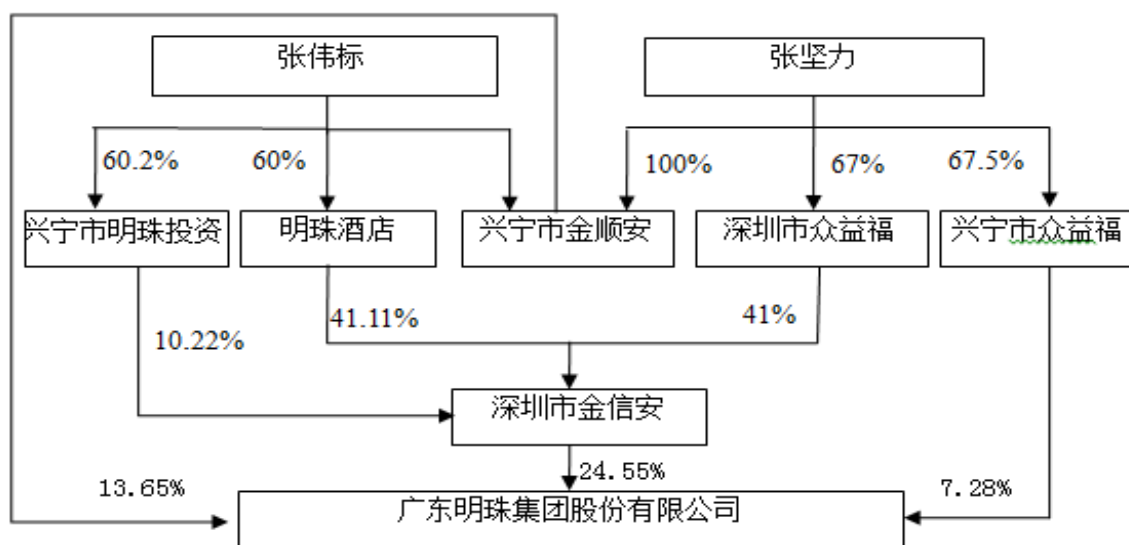 张伟标
张坚力
60.2%
60%
100%
67%
67.5%
兴宁市明珠投资
明珠酒店
兴宁市金顺安
深圳市众益福
兴宁市众益福
10.22%
41.11%
41%
深圳市金信安
13.65%
24.55%
7.28%
广东明珠集团股份有限公司